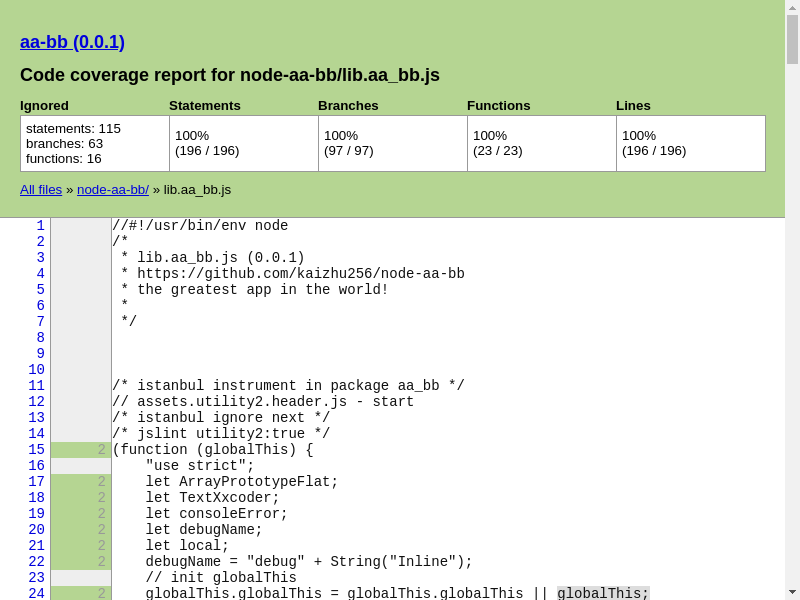 aa-bb (0.0.1)
Code coverage report for node-aa-bb/lib.aa_bb.js
Ignored Statements Branches Functions Lines
statements: 115
branches: 63
functions: 16
100%
(196 / 196)
100%
(97 / 97)
100%
(23 / 23)
100%
(196 / 196)
All files » node-aa-bb/ » lib.aa_bb.js
1 //#!/usr/bin/env node
2 /*
3  * lib.aa_bb.js (0.0.1)
4  * https://github.com/kaizhu256/node-aa-bb
5  * the greatest app in the world!
6  *
7  */
8
9
10
11 /* istanbul instrument in package aa_bb */
12 // assets.utility2.header.js - start
13 /* istanbul ignore next */
14 /* jslint utility2:true */
15 2 (function (globalThis) {
16     "use strict";
17 2     let ArrayPrototypeFlat;
18 2     let TextXxcoder;
19 2     let consoleError;
20 2     let debugName;
21 2     let local;
22 2     debugName = "debug" + String("Inline");
23     // init globalThis
24 2     globalThis.globalThis = globalThis.globalThis || globalThis;